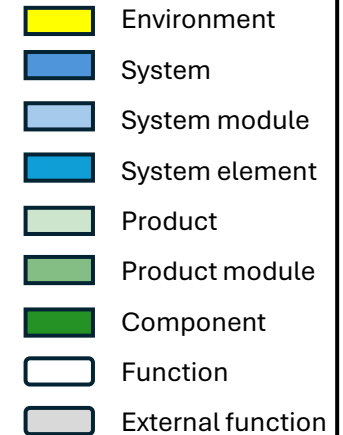 Environment
System
System module
System element
Product
Product module
Component
Function
External function